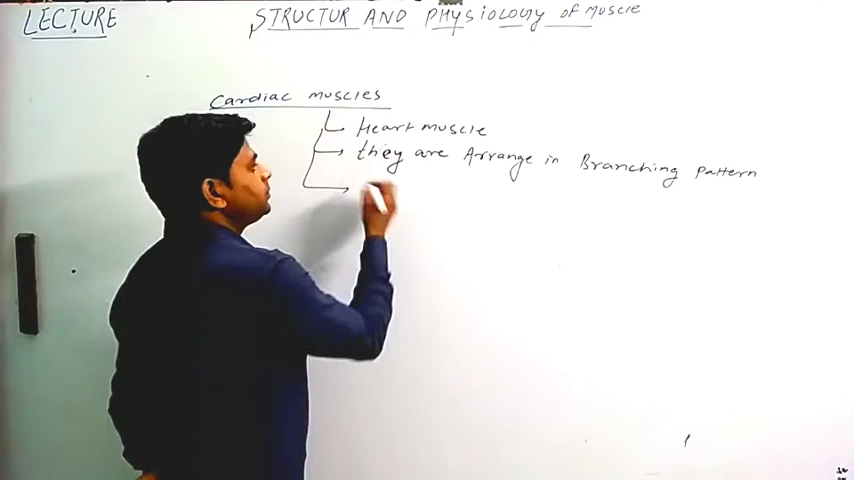 LECTURE
STRUCTUR AND PHYSIOLOGY OF MUSCLE
Cardiac muscles
Heart muscle
they are Arrange in Branching pattern